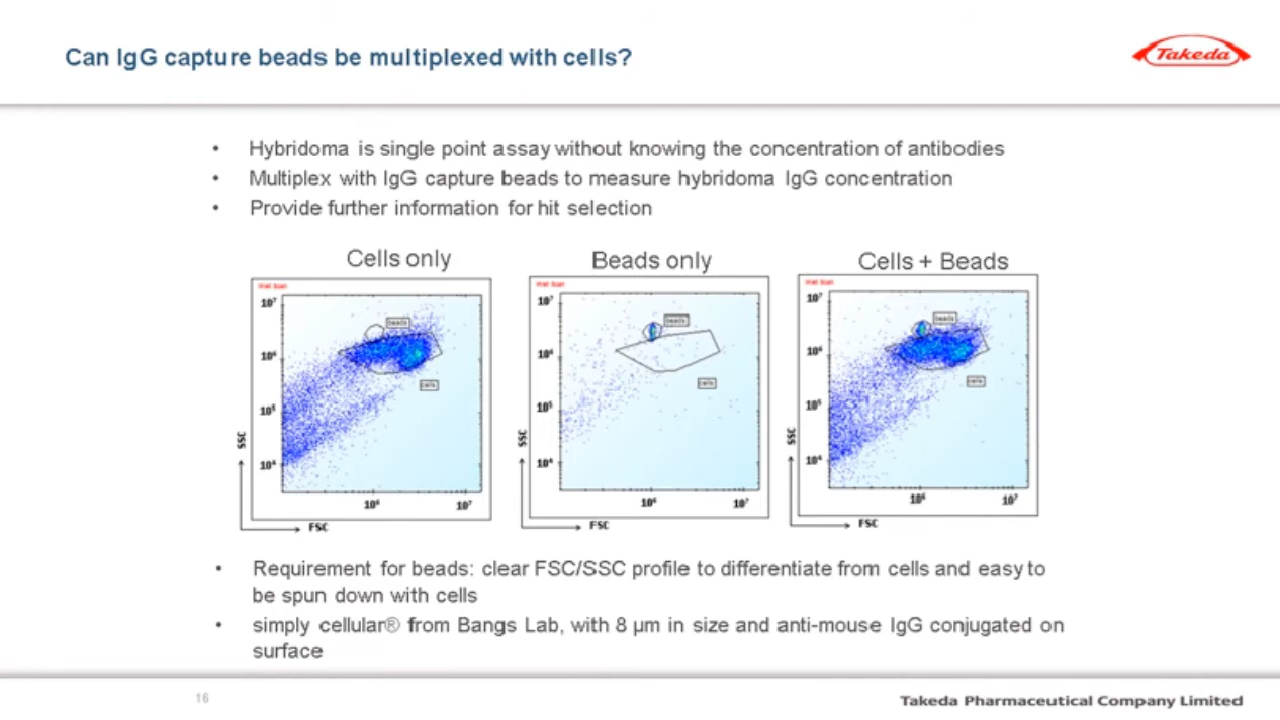 Can IgG capture beads be multiplexed with cells?
Takeda
• Hybridoma is single point assay without knowing the concentration of antibodies
• Multiplex with IgG capture beads to measure hybridoma IgG concentration
• Provide further information for hit selection
Cells only
Beads only
Cells + Beads
Wall Scan
10⁷
beads
10⁶
cells
10⁵
10⁴
SSC
10⁶ 10⁷
FSC
10⁷
beads
10⁶
cells
10⁵
10⁴
SSC
10⁶ 10⁷
FSC
10⁷
beads
10⁶
cells
10⁵
10⁴
SSC
10⁶ 10⁷
FSC
• Requirement for beads: clear FSC/SSC profile to differentiate from cells and easy to
be spun down with cells
• simply cellular® from Bangs Lab, with 8 µm in size and anti-mouse IgG conjugated on
surface
16
Takeda Pharmaceutical Company Limited